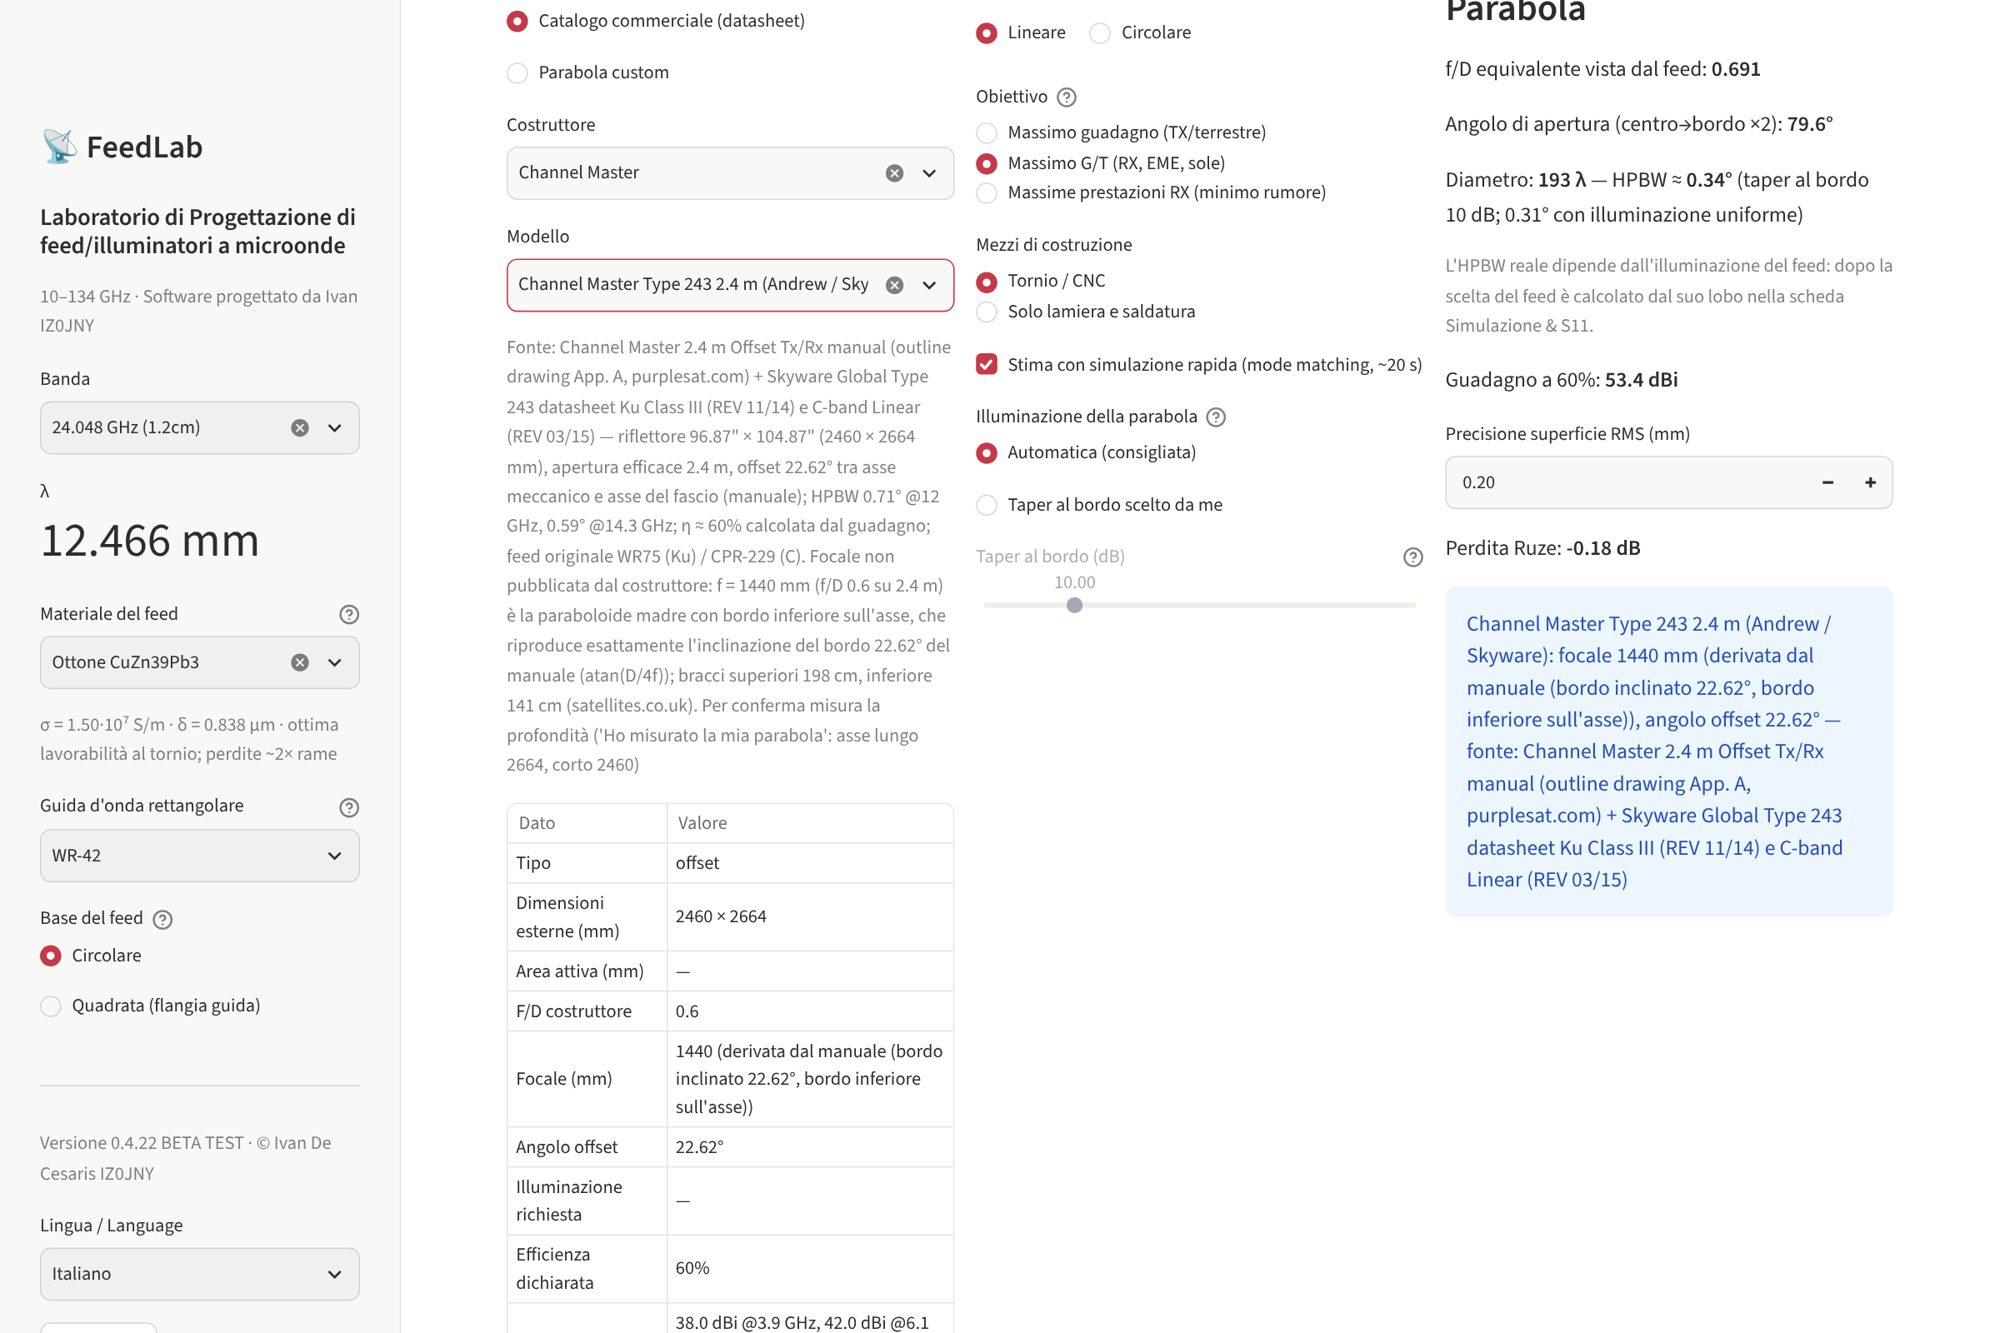 📡 FeedLab
Laboratorio di Progettazione di
feed/illuminatori a microonde
10–134 GHz · Software progettato da Ivan
IZ0JNY
Banda
24.048 GHz (1.2cm)
λ
12.466 mm
Materiale del feed
Ottone CuZn39Pb3
σ = 1.50·10⁷ S/m · δ = 0.838 µm · ottima
lavorabilità al tornio; perdite ~2× rame
Guida d'onda rettangolare
WR-42
Base del feed
Circolare
Quadrata (flangia guida)
Versione 0.4.22 BETA TEST · © Ivan De
Cesaris IZ0JNY
Lingua / Language
Italiano
Catalogo commerciale (datasheet)
Parabola custom
Costruttore
Channel Master
Modello
Channel Master Type 243 2.4 m (Andrew / Sky
Fonte: Channel Master 2.4 m Offset Tx/Rx manual (outline
drawing App. A, purplesat.com) + Skyware Global Type
243 datasheet Ku Class III (REV 11/14) e C-band Linear
(REV 03/15) — riflettore 96.87" × 104.87" (2460 × 2664
mm), apertura efficace 2.4 m, offset 22.62° tra asse
meccanico e asse del fascio (manuale); HPBW 0.71° @12
GHz, 0.59° @14.3 GHz; η ≈ 60% calcolata dal guadagno;
feed originale WR75 (Ku) / CPR-229 (C). Focale non
pubblicata dal costruttore: f = 1440 mm (f/D 0.6 su 2.4 m)
è la paraboloide madre con bordo inferiore sull'asse, che
riproduce esattamente l'inclinazione del bordo 22.62° del
manuale (atan(D/4f)); bracci superiori 198 cm, inferiore
141 cm (satellites.co.uk). Per conferma misura la
profondità ('Ho misurato la mia parabola': asse lungo
2664, corto 2460)
Dato Valore
Tipo offset
Dimensioni
esterne (mm) 2460 × 2664
Area attiva (mm) —
F/D costruttore 0.6
Focale (mm) 1440 (derivata dal manuale (bordo
inclinato 22.62°, bordo inferiore
sull'asse))
Angolo offset 22.62°
Illuminazione
richiesta —
Efficienza
dichiarata 60%
38.0 dBi @3.9 GHz, 42.0 dBi @6.1
Lineare Circolare
Obiettivo
Massimo guadagno (TX/terrestre)
Massimo G/T (RX, EME, sole)
Massime prestazioni RX (minimo rumore)
Mezzi di costruzione
Tornio / CNC
Solo lamiera e saldatura
Stima con simulazione rapida (mode matching, ~20 s)
Illuminazione della parabola
Automatica (consigliata)
Taper al bordo scelto da me
Taper al bordo (dB)
10.00
Parabola
f/D equivalente vista dal feed: 0.691
Angolo di apertura (centro→bordo ×2): 79.6°
Diametro: 193 λ — HPBW ≈ 0.34° (taper al bordo
10 dB; 0.31° con illuminazione uniforme)
L'HPBW reale dipende dall'illuminazione del feed: dopo la
scelta del feed è calcolato dal suo lobo nella scheda
Simulazione & S11.
Guadagno a 60%: 53.4 dBi
Precisione superficie RMS (mm)
0.20
Perdita Ruze: -0.18 dB
Channel Master Type 243 2.4 m (Andrew /
Skyware): focale 1440 mm (derivata dal
manuale (bordo inclinato 22.62°, bordo
inferiore sull'asse)), angolo offset 22.62° —
fonte: Channel Master 2.4 m Offset Tx/Rx
manual (outline drawing App. A,
purplesat.com) + Skyware Global Type 243
datasheet Ku Class III (REV 11/14) e C-band
Linear (REV 03/15)